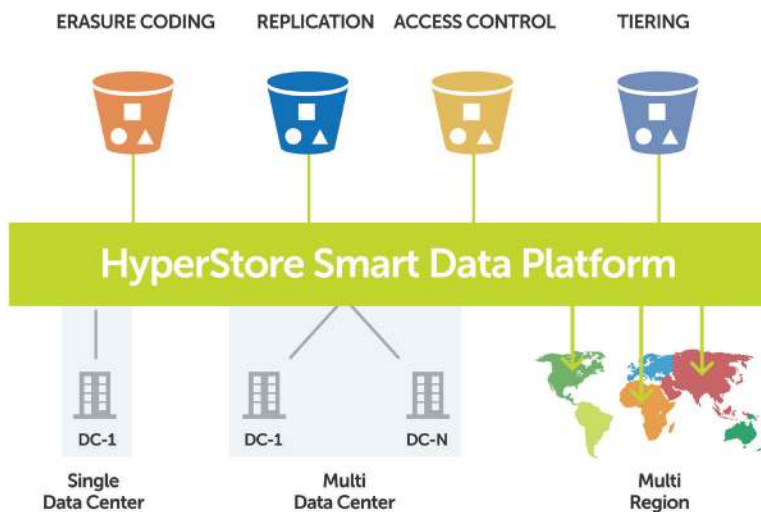 ERASURE CODING
REPLICATION
ACCESS CONTROL
TIERING
HyperStore Smart Data Platform
DC-1
DC-1
DC-N
Single
Data Center
Multi
Data Center
Multi
Region